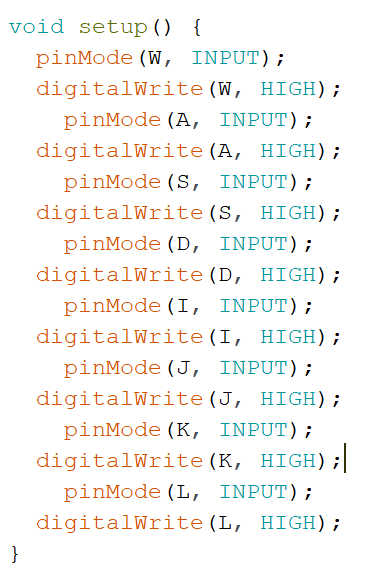 void setup() {
  pinMode(W, INPUT);
  digitalWrite(W, HIGH);
    pinMode(A, INPUT);
  digitalWrite(A, HIGH);
    pinMode(S, INPUT);
  digitalWrite(S, HIGH);
    pinMode(D, INPUT);
  digitalWrite(D, HIGH);
    pinMode(I, INPUT);
  digitalWrite(I, HIGH);
    pinMode(J, INPUT);
  digitalWrite(J, HIGH);
    pinMode(K, INPUT);
  digitalWrite(K, HIGH);
    pinMode(L, INPUT);
  digitalWrite(L, HIGH);
}